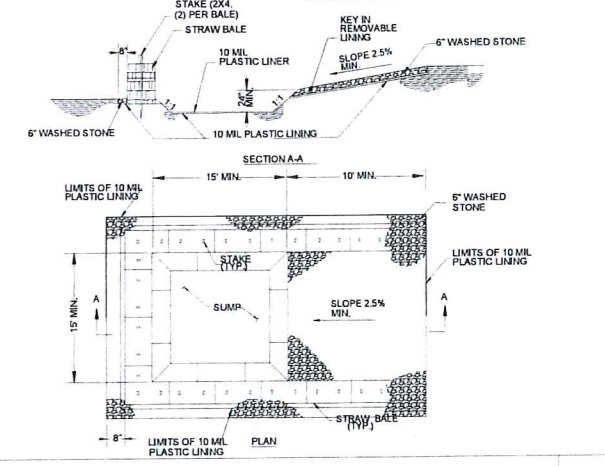 STAKE (2X4,
(2) PER BALE)
STRAW BALE
8"
10 MIL
PLASTIC LINER
KEY IN
REMOVABLE
LINING
SLOPE 2.5%
MIN.
6" WASHED STONE
24"
MIN.
1:1
1:1
6" WASHED STONE
10 MIL PLASTIC LINING
SECTION A-A
15' MIN.
10' MIN.
LIMITS OF 10 MIL
PLASTIC LINING
6" WASHED
STONE
STAKE
(TYP.)
LIMITS OF 10 MIL
PLASTIC LINING
A
15' MIN.
SUMP
SLOPE 2.5%
MIN.
A
STRAW BALE
(TYP.)
8"
LIMITS OF 10 MIL
PLASTIC LINING
PLAN